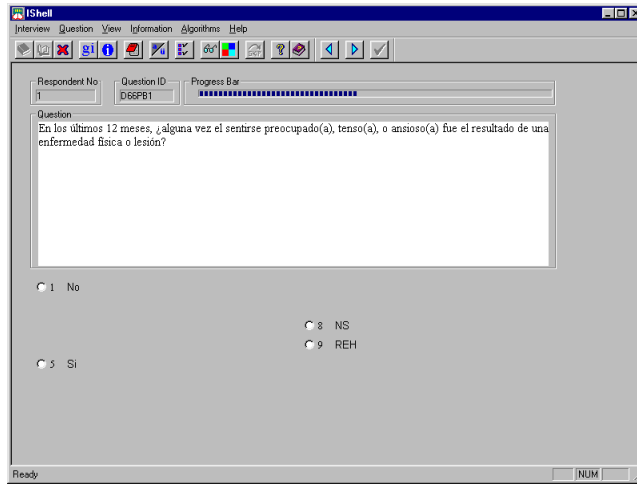 IShell
Interview Question View Information Algorithms Help
gi
Respondent No
Question ID
Progress Bar
1
D66PB1
Question
En los últimos 12 meses, ¿alguna vez el sentirse preocupado(a), tenso(a), o ansioso(a) fue el resultado de una
enfermedad física o lesión?
1 No
8 NS
9 REH
5 Si
Ready
NUM